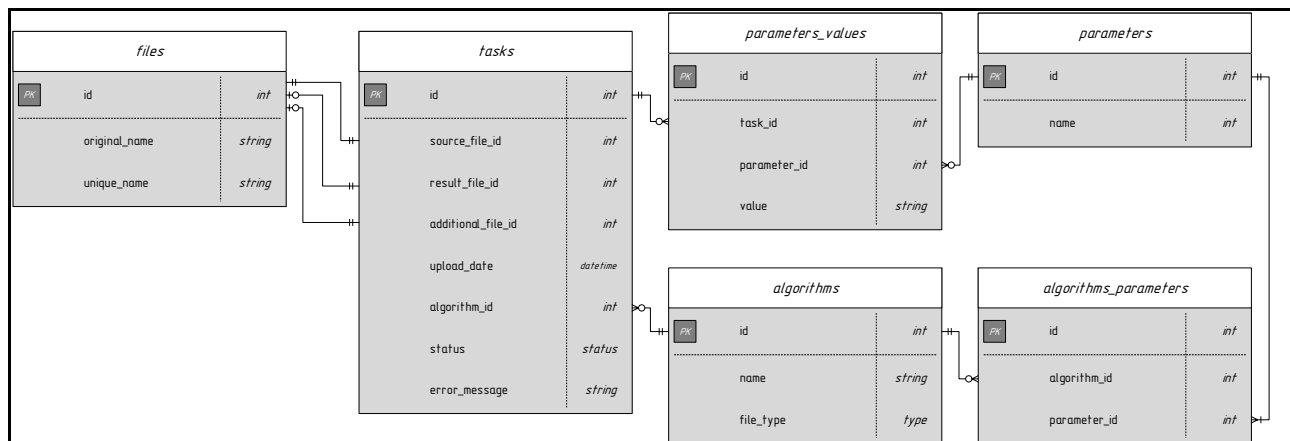 files
PK id int
original_name string
unique_name string
tasks
PK id int
source_file_id int
result_file_id int
additional_file_id int
upload_date datetime
algorithm_id int
status status
error_message string
parameters_values
PK id int
task_id int
parameter_id int
value string
parameters
PK id int
name int
algorithms
PK id int
name string
file_type type
algorithms_parameters
PK id int
algorithm_id int
parameter_id int